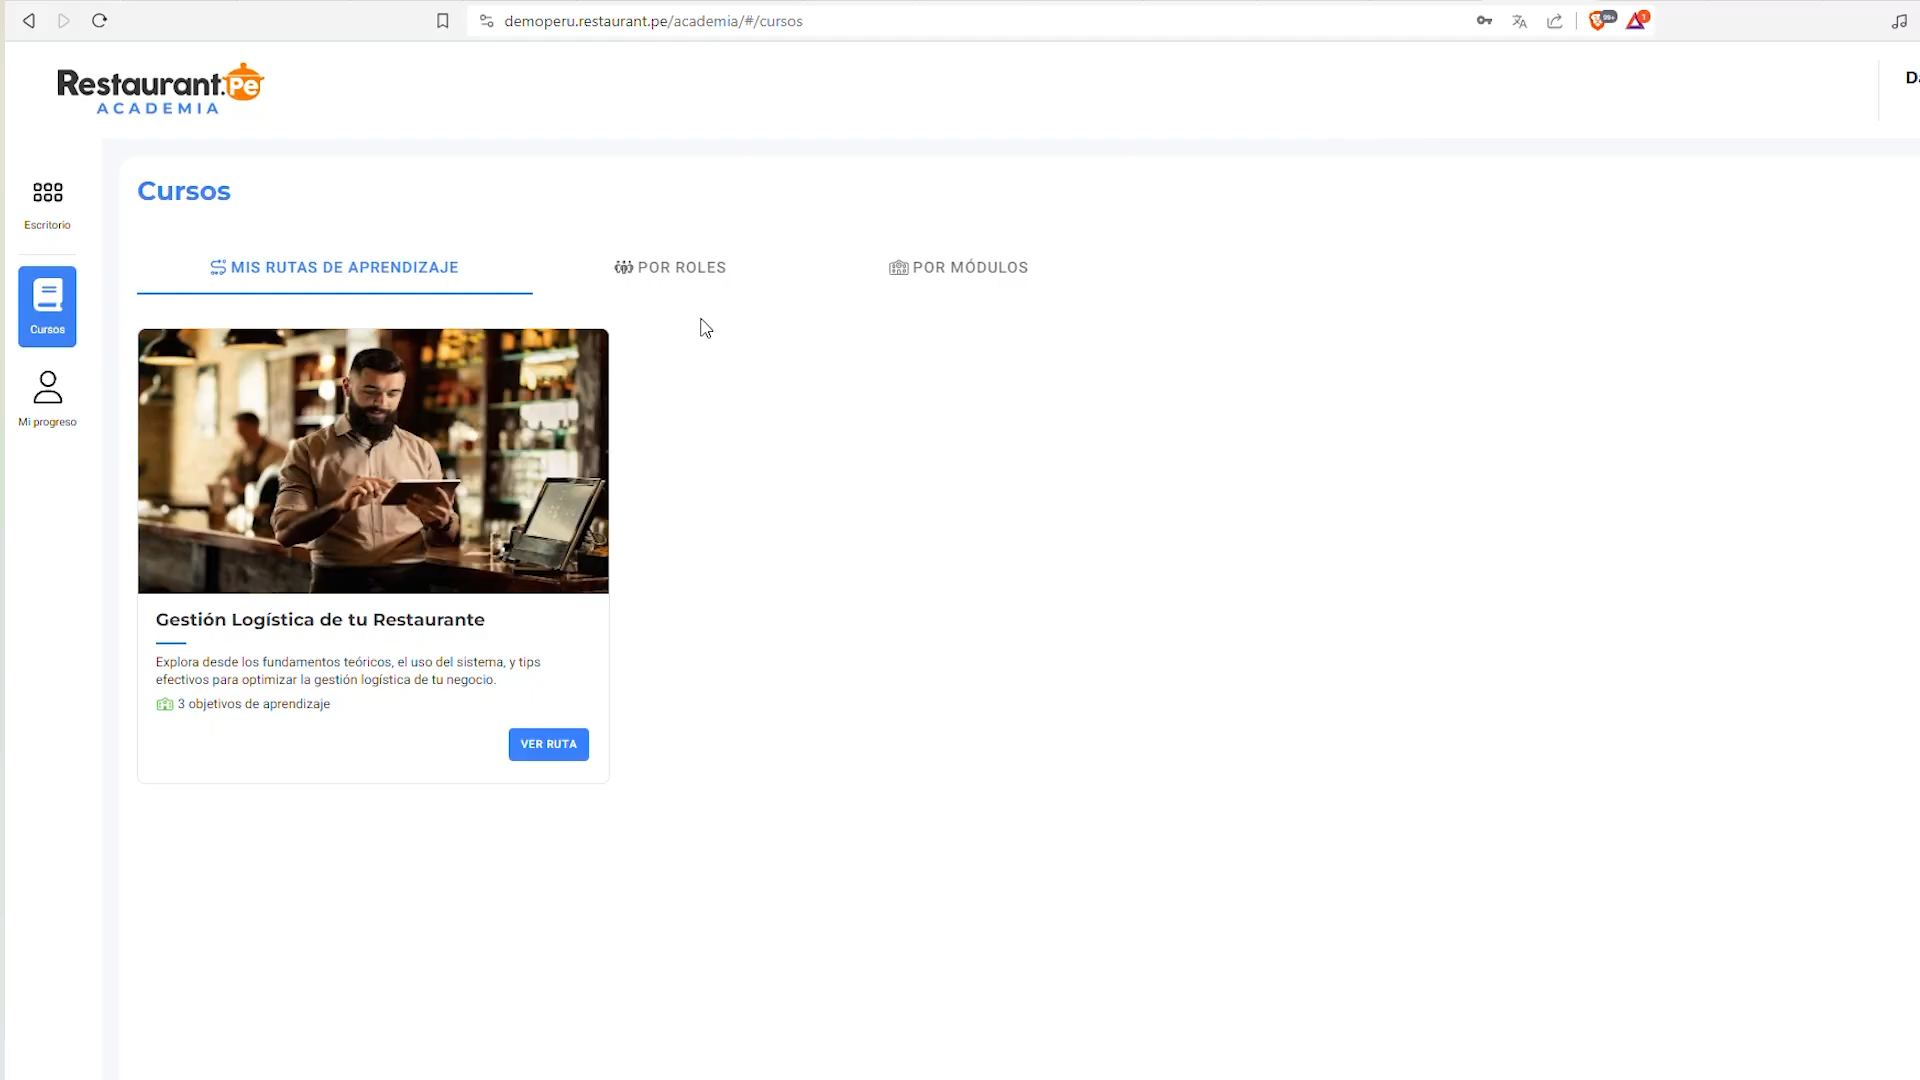 demoperu.restaurant.pe/academia/#/cursos
99+
1
Restaurant.Pe
ACADEMIA
Escritorio
Cursos
Mi progreso
Cursos
MIS RUTAS DE APRENDIZAJE
POR ROLES
POR MÓDULOS
Gestión Logística de tu Restaurante
Explora desde los fundamentos teóricos, el uso del sistema, y tips
efectivos para optimizar la gestión logística de tu negocio.
3 objetivos de aprendizaje
VER RUTA